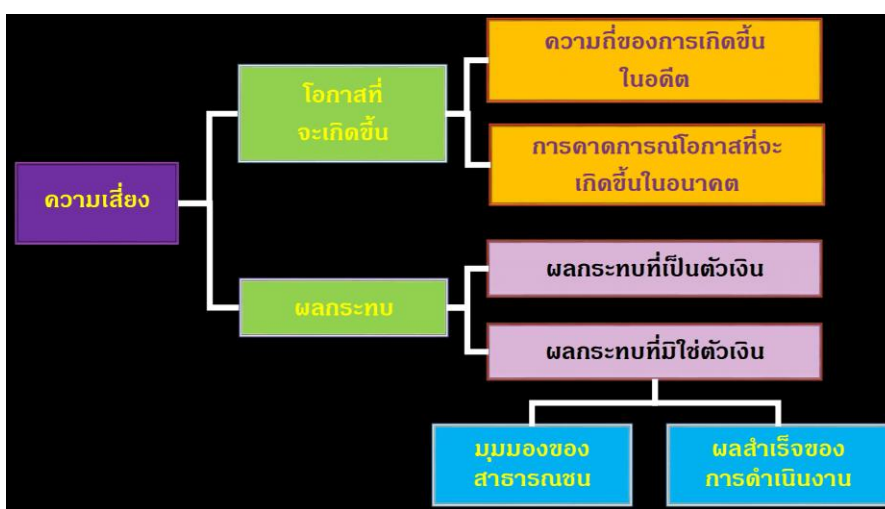 ความเสี่ยง
โอกาสที่
จะเกิดขึ้น
ความถี่ของการเกิดขึ้น
ในอดีต
การคาดการณ์โอกาสที่จะ
เกิดขึ้นในอนาคต
ผลกระทบ
ผลกระทบที่เป็นตัวเงิน
ผลกระทบที่มิใช่ตัวเงิน
มุมมองของ
สาธารณชน
ผลสำเร็จของ
การดำเนินงาน